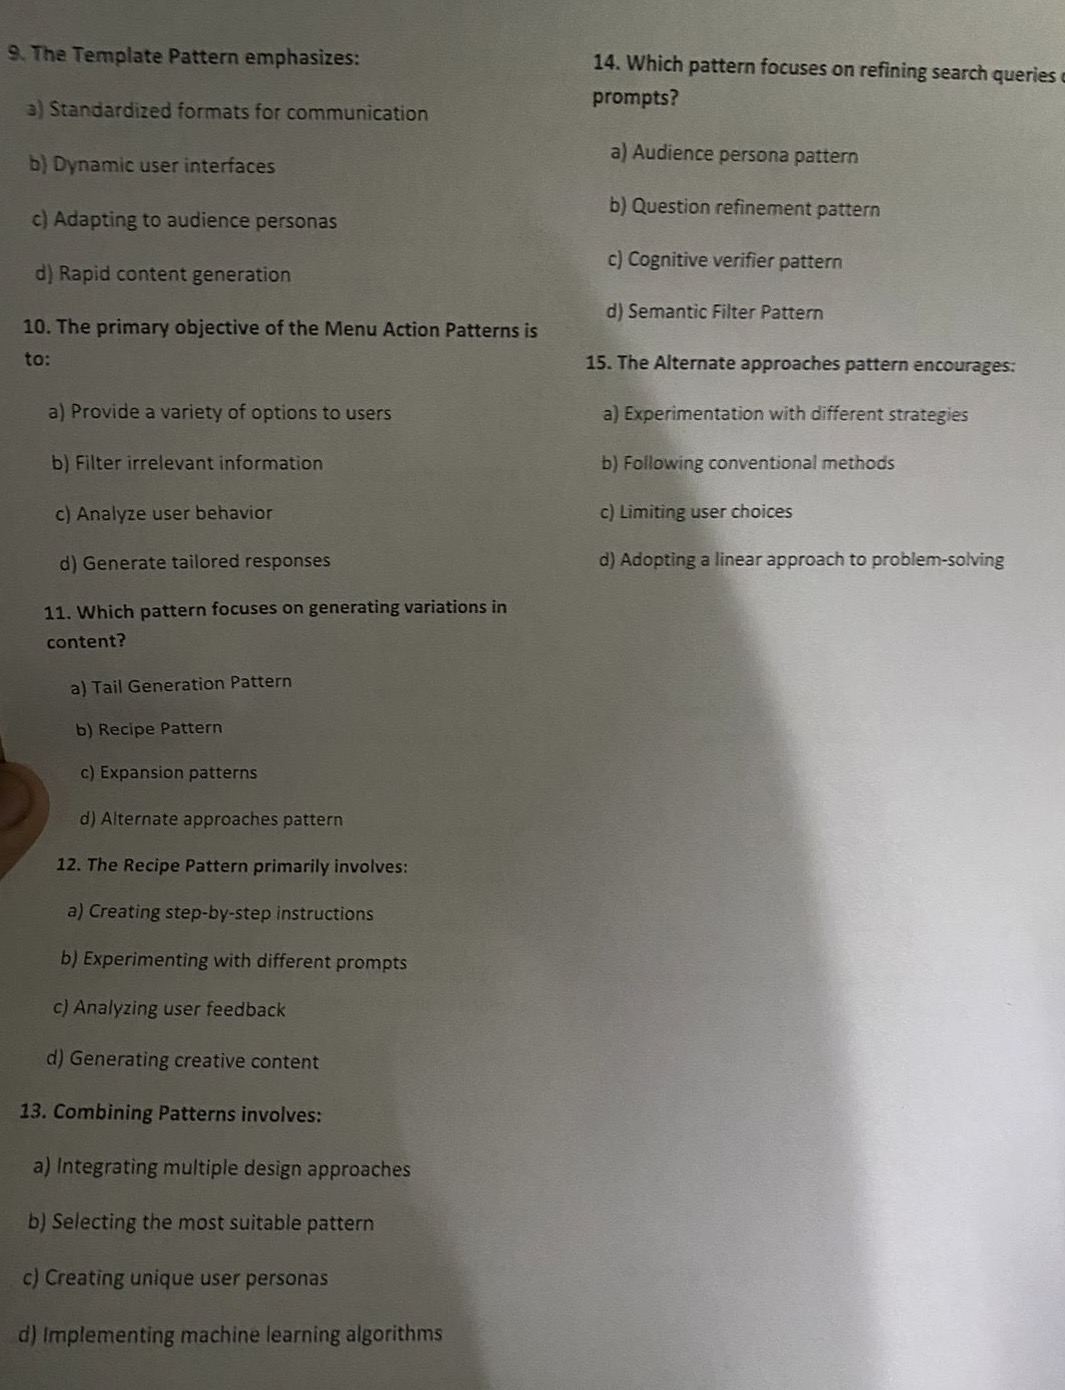 9. The Template Pattern emphasizes:
a) Standardized formats for communication
b) Dynamic user interfaces
c) Adapting to audience personas
d) Rapid content generation
10. The primary objective of the Menu Action Patterns is
to:
a) Provide a variety of options to users
b) Filter irrelevant information
c) Analyze user behavior
d) Generate tailored responses
11. Which pattern focuses on generating variations in
content?
a) Tail Generation Pattern
b) Recipe Pattern
c) Expansion patterns
d) Alternate approaches pattern
12. The Recipe Pattern primarily involves:
a) Creating step-by-step instructions
b) Experimenting with different prompts
c) Analyzing user feedback
d) Generating creative content
13. Combining Patterns involves:
a) Integrating multiple design approaches
b) Selecting the most suitable pattern
c) Creating unique user personas
d) Implementing machine learning algorithms
14. Which pattern focuses on refining search queries
prompts?
a) Audience persona pattern
b) Question refinement pattern
c) Cognitive verifier pattern
d) Semantic Filter Pattern
15. The Alternate approaches pattern encourages:
a) Experimentation with different strategies
b) Following conventional methods
c) Limiting user choices
d) Adopting a linear approach to problem-solving